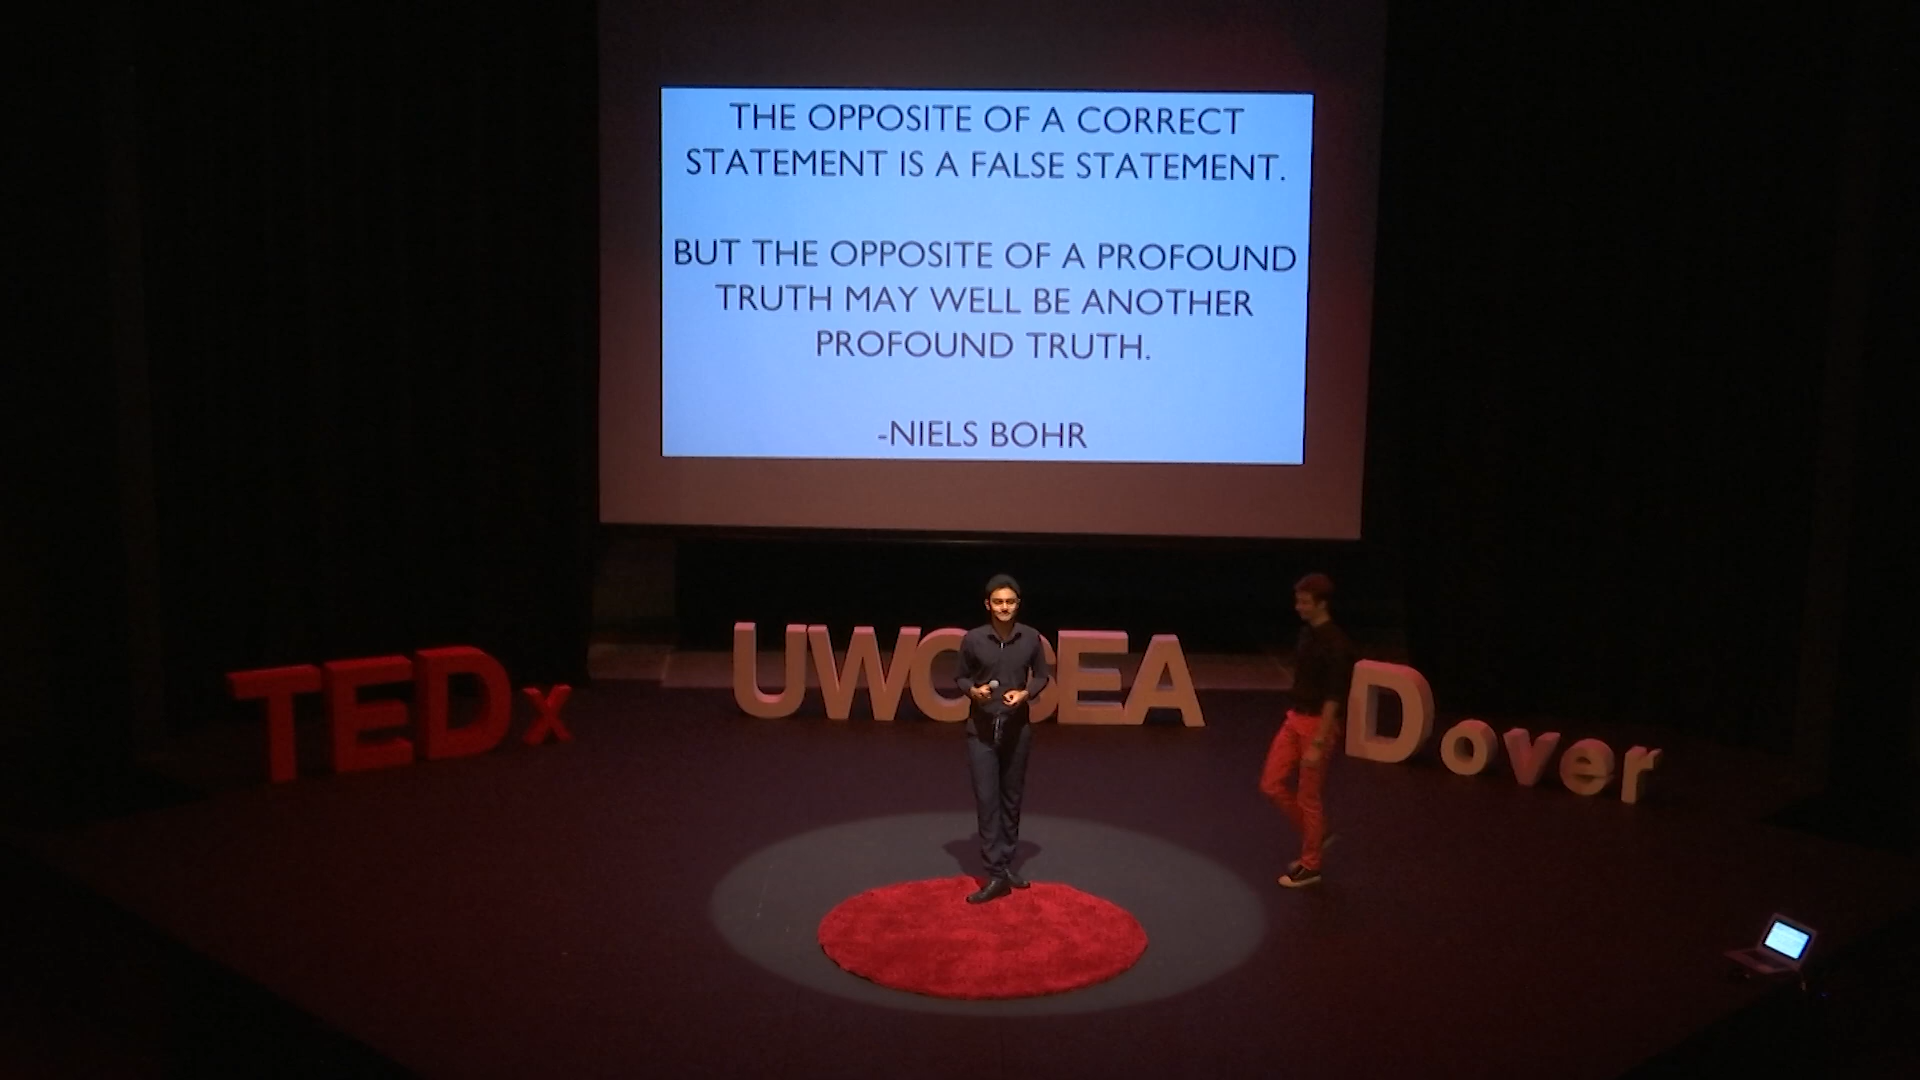 THE OPPOSITE OF A CORRECT
STATEMENT IS A FALSE STATEMENT.
BUT THE OPPOSITE OF A PROFOUND
TRUTH MAY WELL BE ANOTHER
PROFOUND TRUTH.
-NIELS BOHR
TEDx
UWCSEA
Dover